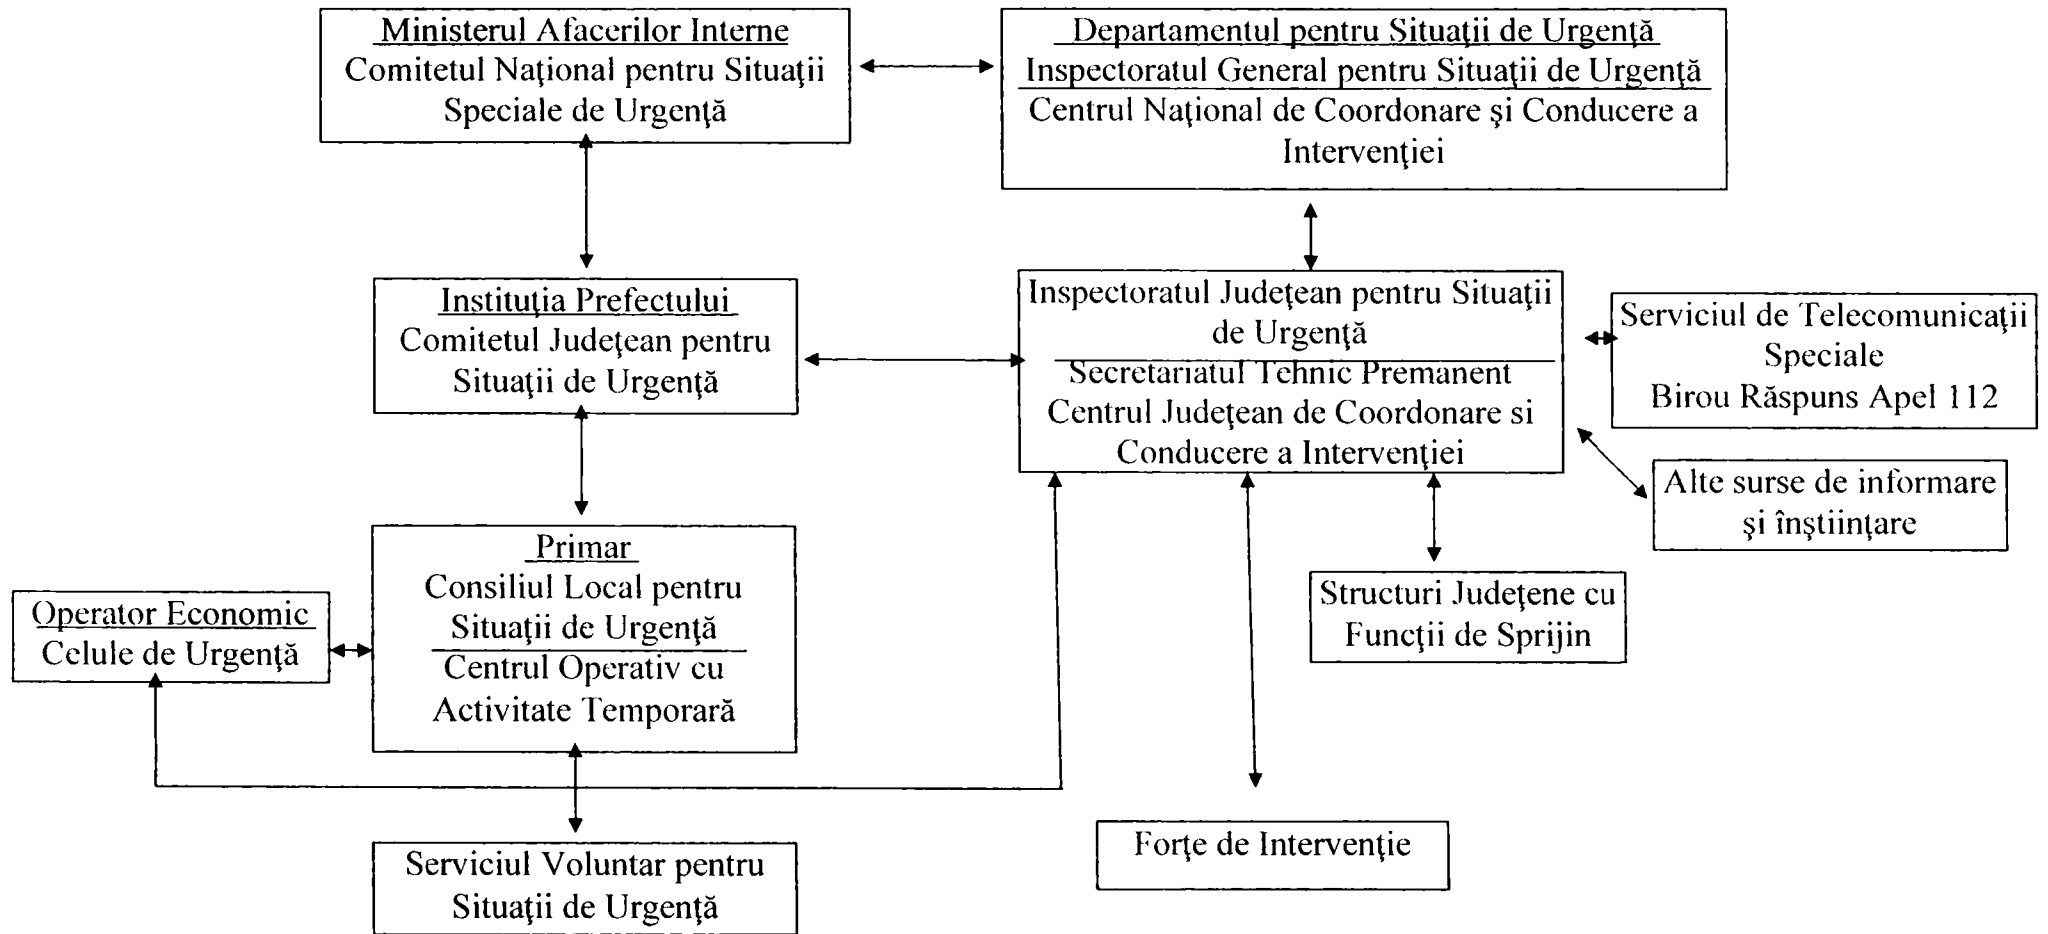 Ministerul Afacerilor Interne
Comitetul Naţional pentru Situaţii
Speciale de Urgenţă
Departamentul pentru Situaţii de Urgenţă
Inspectoratul General pentru Situaţii de Urgenţă
Centrul Naţional de Coordonare şi Conducere a
Intervenţiei
Instituţia Prefectului
Comitetul Judeţean pentru
Situaţii de Urgenţă
Inspectoratul Judeţean pentru Situaţii
de Urgenţă
Secretariatul Tehnic Premanent
Centrul Judeţean de Coordonare si
Conducere a Intervenţiei
Serviciul de Telecomunicaţii
Speciale
Birou Răspuns Apel 112
Alte surse de informare
şi înştiinţare
Primar
Consiliul Local pentru
Situaţii de Urgenţă
Centrul Operativ cu
Activitate Temporară
Operator Economic
Celule de Urgenţă
Structuri Judeţene cu
Funcţii de Sprijin
Forţe de Intervenţie
Serviciul Voluntar pentru
Situaţii de Urgenţă